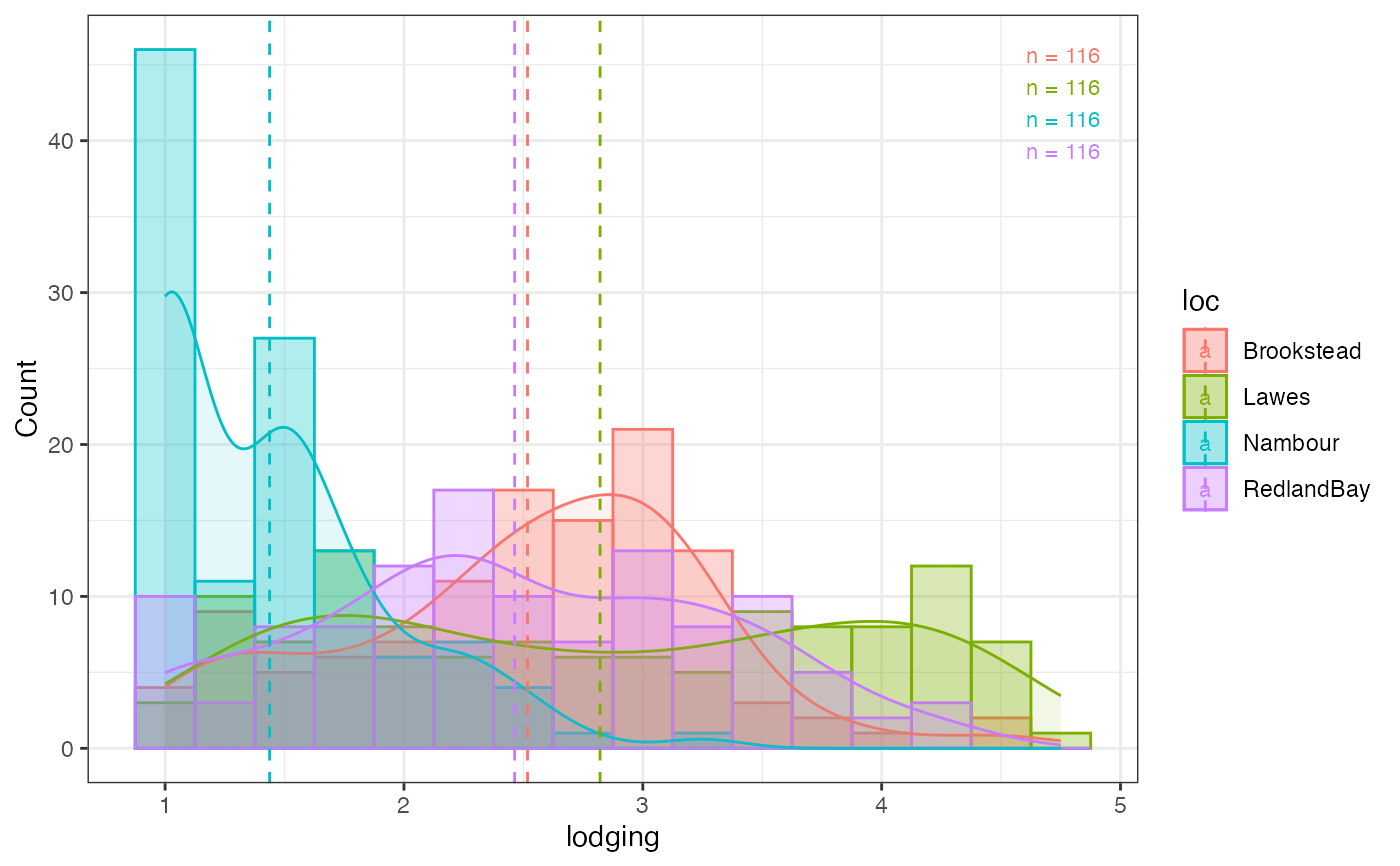 n = 116
n = 116
n = 116
n = 116
40
30
20
10
0
Count
1 2 3 4 5
lodging
loc
a Brookstead
a Lawes
a Nambour
a RedlandBay